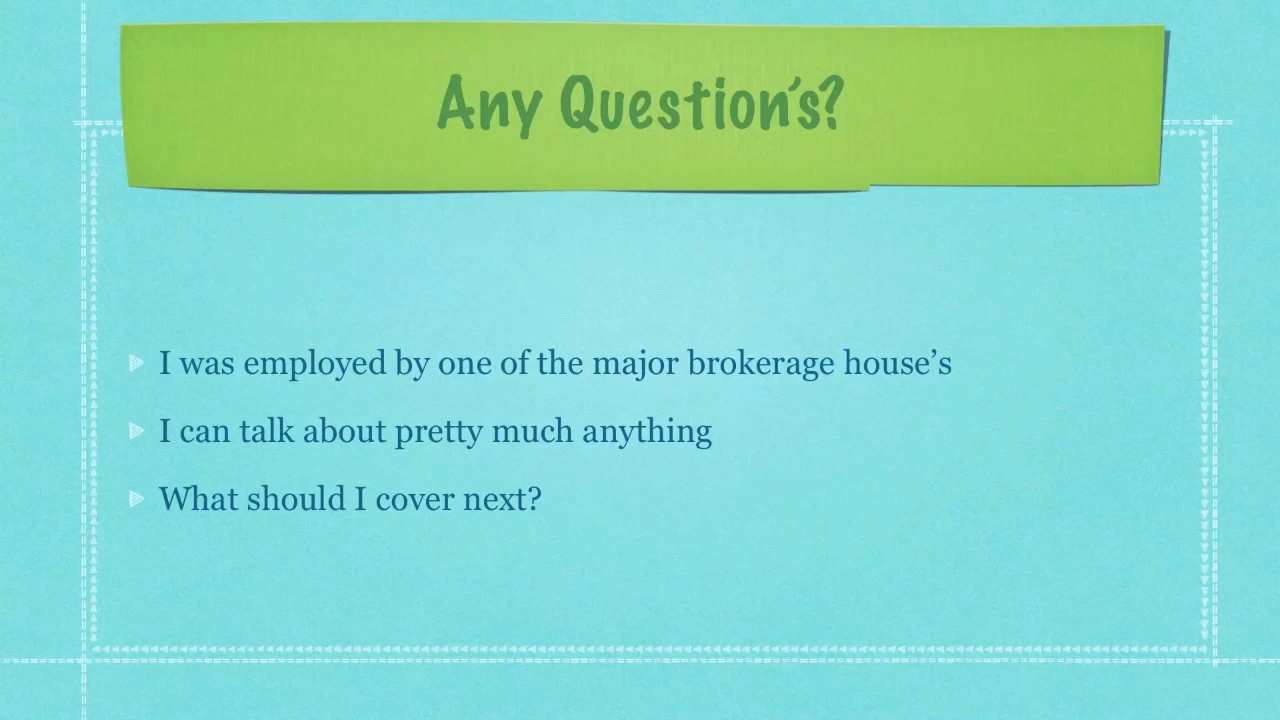 Any Question's?
I was employed by one of the major brokerage house’s
I can talk about pretty much anything
What should I cover next?